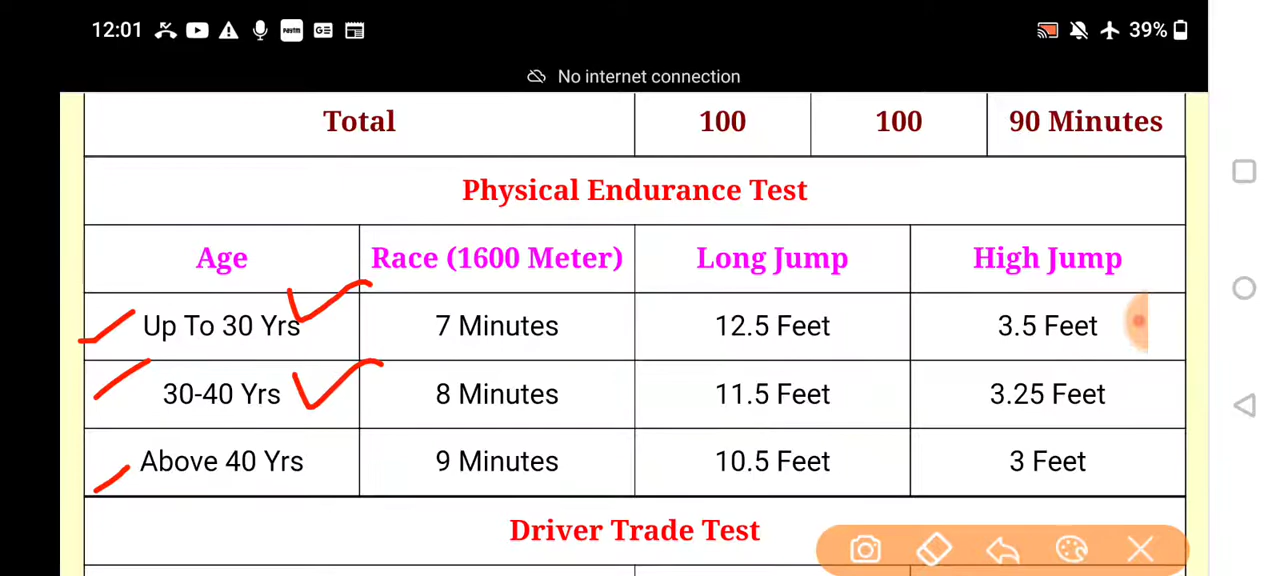 12:01 Paytm GE 39%
No internet connection
Total 100 100 90 Minutes
Physical Endurance Test
Age Race (1600 Meter) Long Jump High Jump
Up To 30 Yrs 7 Minutes 12.5 Feet 3.5 Feet
30-40 Yrs 8 Minutes 11.5 Feet 3.25 Feet
Above 40 Yrs 9 Minutes 10.5 Feet 3 Feet
Driver Trade Test